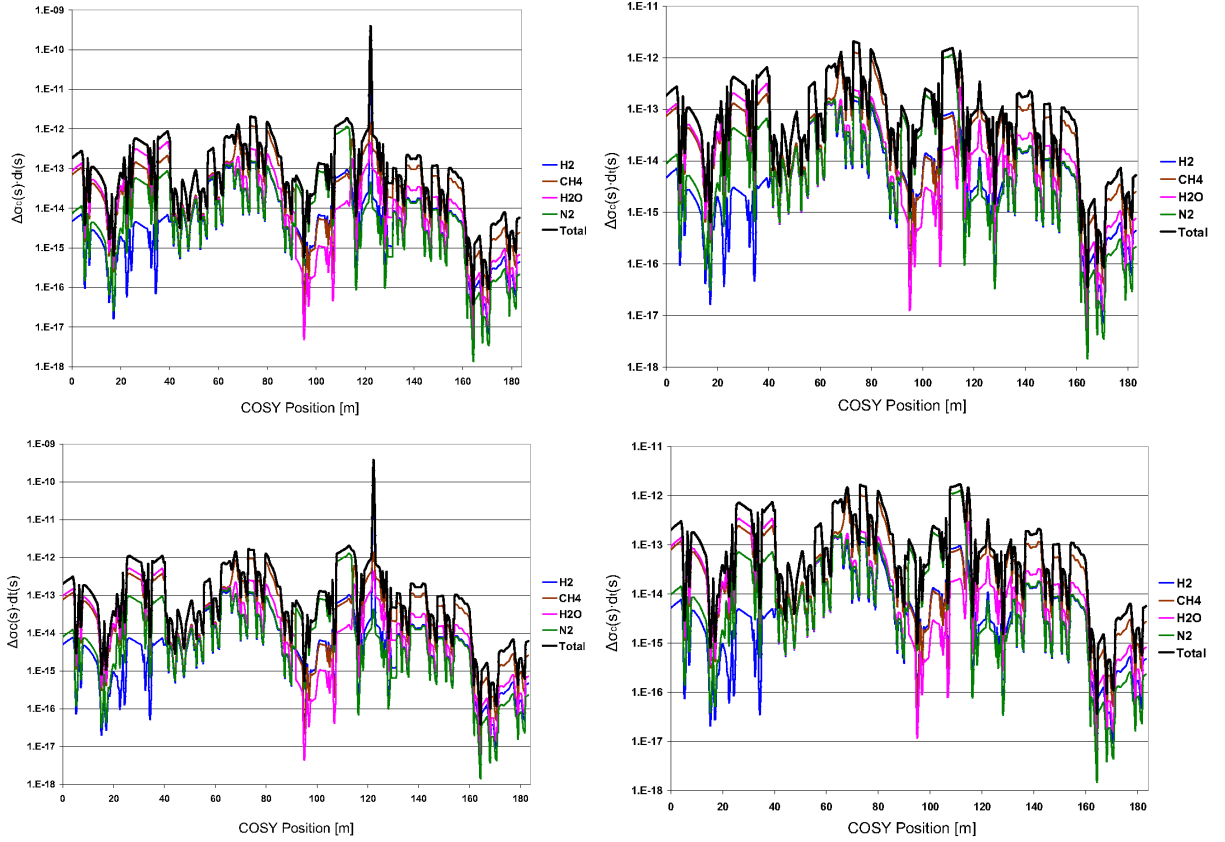 1.E-09
1.E-10
1.E-11
1.E-12
1.E-13
1.E-14
1.E-15
1.E-16
1.E-17
1.E-18
Δσc(s)·dt(s)
0 20 40 60 80 100 120 140 160 180
COSY Position [m]
H2
CH4
H2O
N2
Total
1.E-11
1.E-12
1.E-13
1.E-14
1.E-15
1.E-16
1.E-17
1.E-18
Δσc(s)·dt(s)
0 20 40 60 80 100 120 140 160 180
COSY Position [m]
H2
CH4
H2O
N2
Total
1.E-09
1.E-10
1.E-11
1.E-12
1.E-13
1.E-14
1.E-15
1.E-16
1.E-17
1.E-18
Δσc(s)·dt(s)
0 20 40 60 80 100 120 140 160 180
COSY Position [m]
H2
CH4
H2O
N2
Total
1.E-11
1.E-12
1.E-13
1.E-14
1.E-15
1.E-16
1.E-17
1.E-18
Δσc(s)·dt(s)
0 20 40 60 80 100 120 140 160 180
COSY Position [m]
H2
CH4
H2O
N2
Total